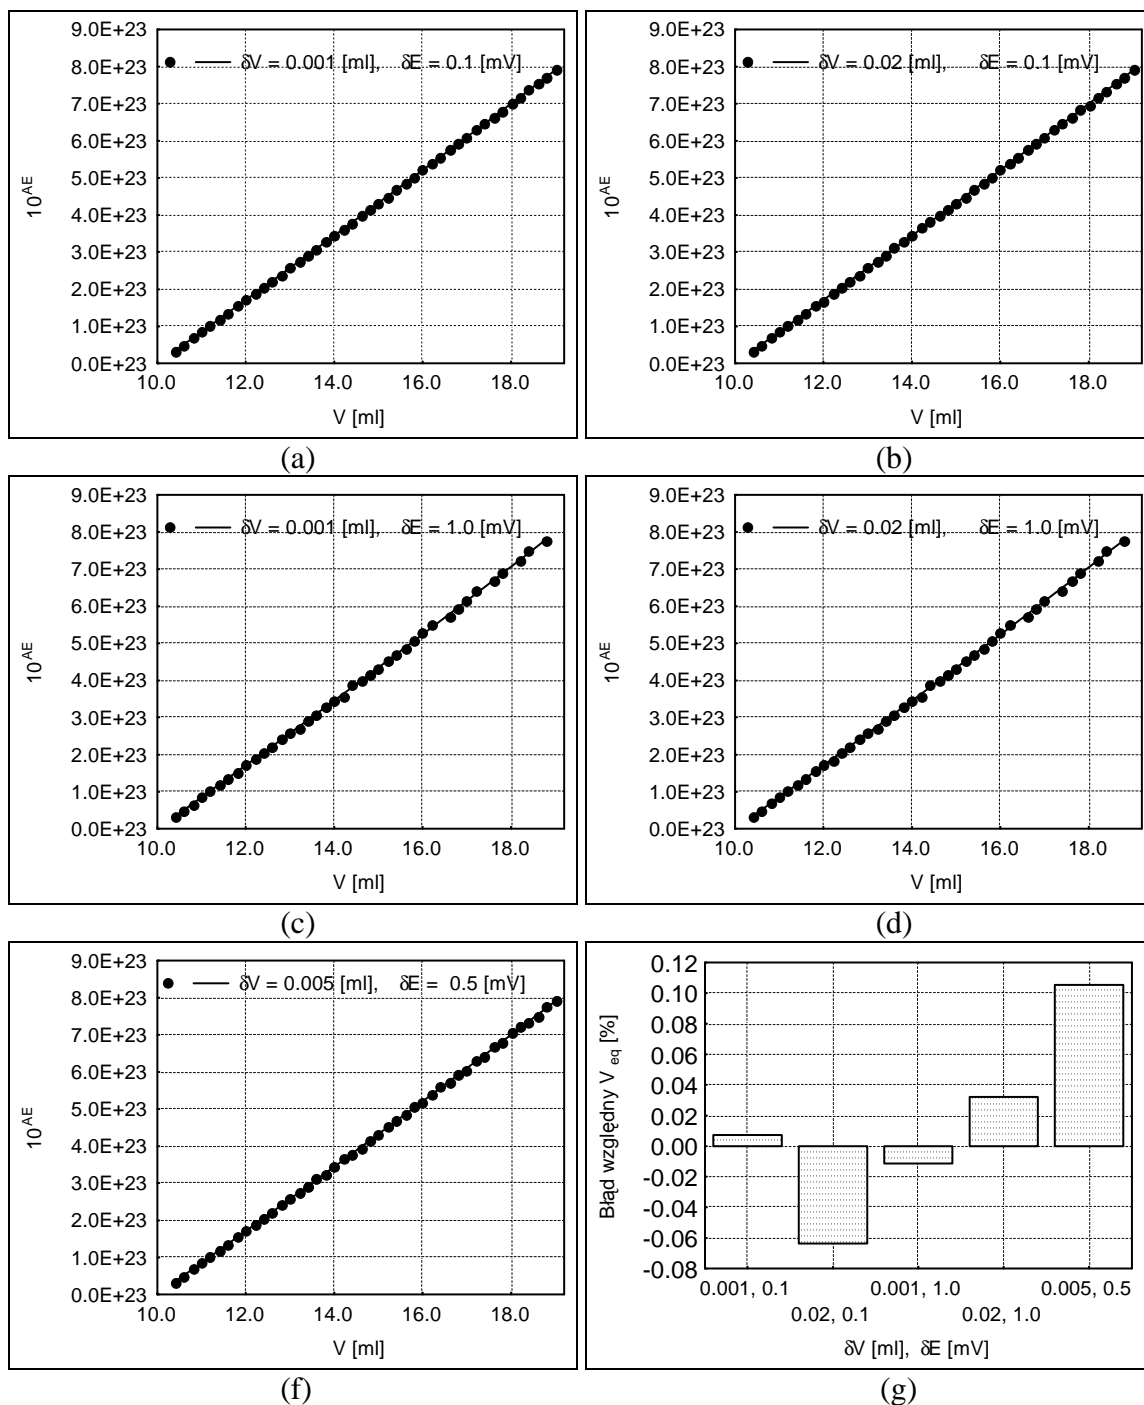 9.0E+23
8.0E+23
7.0E+23
6.0E+23
5.0E+23
4.0E+23
3.0E+23
2.0E+23
1.0E+23
0.0E+23
10^AE
δV = 0.001 [ml], δE = 0.1 [mV]
10.0 12.0 14.0 16.0 18.0
V [ml]
(a)
9.0E+23
8.0E+23
7.0E+23
6.0E+23
5.0E+23
4.0E+23
3.0E+23
2.0E+23
1.0E+23
0.0E+23
10^AE
δV = 0.02 [ml], δE = 0.1 [mV]
10.0 12.0 14.0 16.0 18.0
V [ml]
(b)
9.0E+23
8.0E+23
7.0E+23
6.0E+23
5.0E+23
4.0E+23
3.0E+23
2.0E+23
1.0E+23
0.0E+23
10^AE
δV = 0.001 [ml], δE = 1.0 [mV]
10.0 12.0 14.0 16.0 18.0
V [ml]
(c)
9.0E+23
8.0E+23
7.0E+23
6.0E+23
5.0E+23
4.0E+23
3.0E+23
2.0E+23
1.0E+23
0.0E+23
10^AE
δV = 0.02 [ml], δE = 1.0 [mV]
10.0 12.0 14.0 16.0 18.0
V [ml]
(d)
9.0E+23
8.0E+23
7.0E+23
6.0E+23
5.0E+23
4.0E+23
3.0E+23
2.0E+23
1.0E+23
0.0E+23
10^AE
δV = 0.005 [ml], δE = 0.5 [mV]
10.0 12.0 14.0 16.0 18.0
V [ml]
(f)
0.12
0.10
0.08
0.06
0.04
0.02
0.00
-0.02
-0.04
-0.06
-0.08
Błąd względny V eq [%]
0.001, 0.1 0.001, 1.0 0.005, 0.5
0.02, 0.1 0.02, 1.0
δV [ml], δE [mV]
(g)